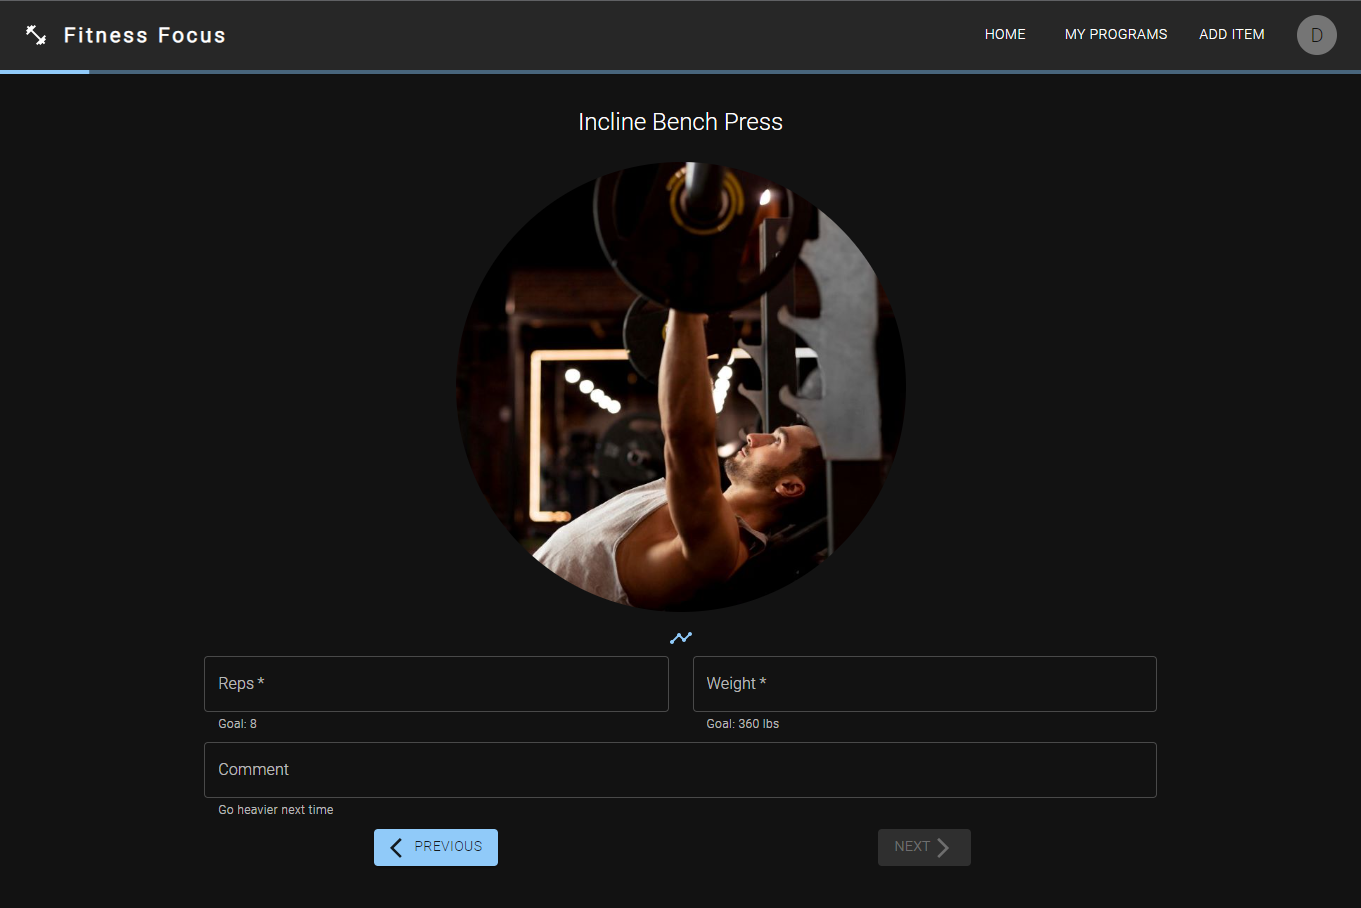 Fitness Focus
HOME
MY PROGRAMS
ADD ITEM
D
Incline Bench Press
Reps *
Weight *
Goal: 8
Goal: 360 lbs
Comment
Go heavier next time
PREVIOUS
NEXT